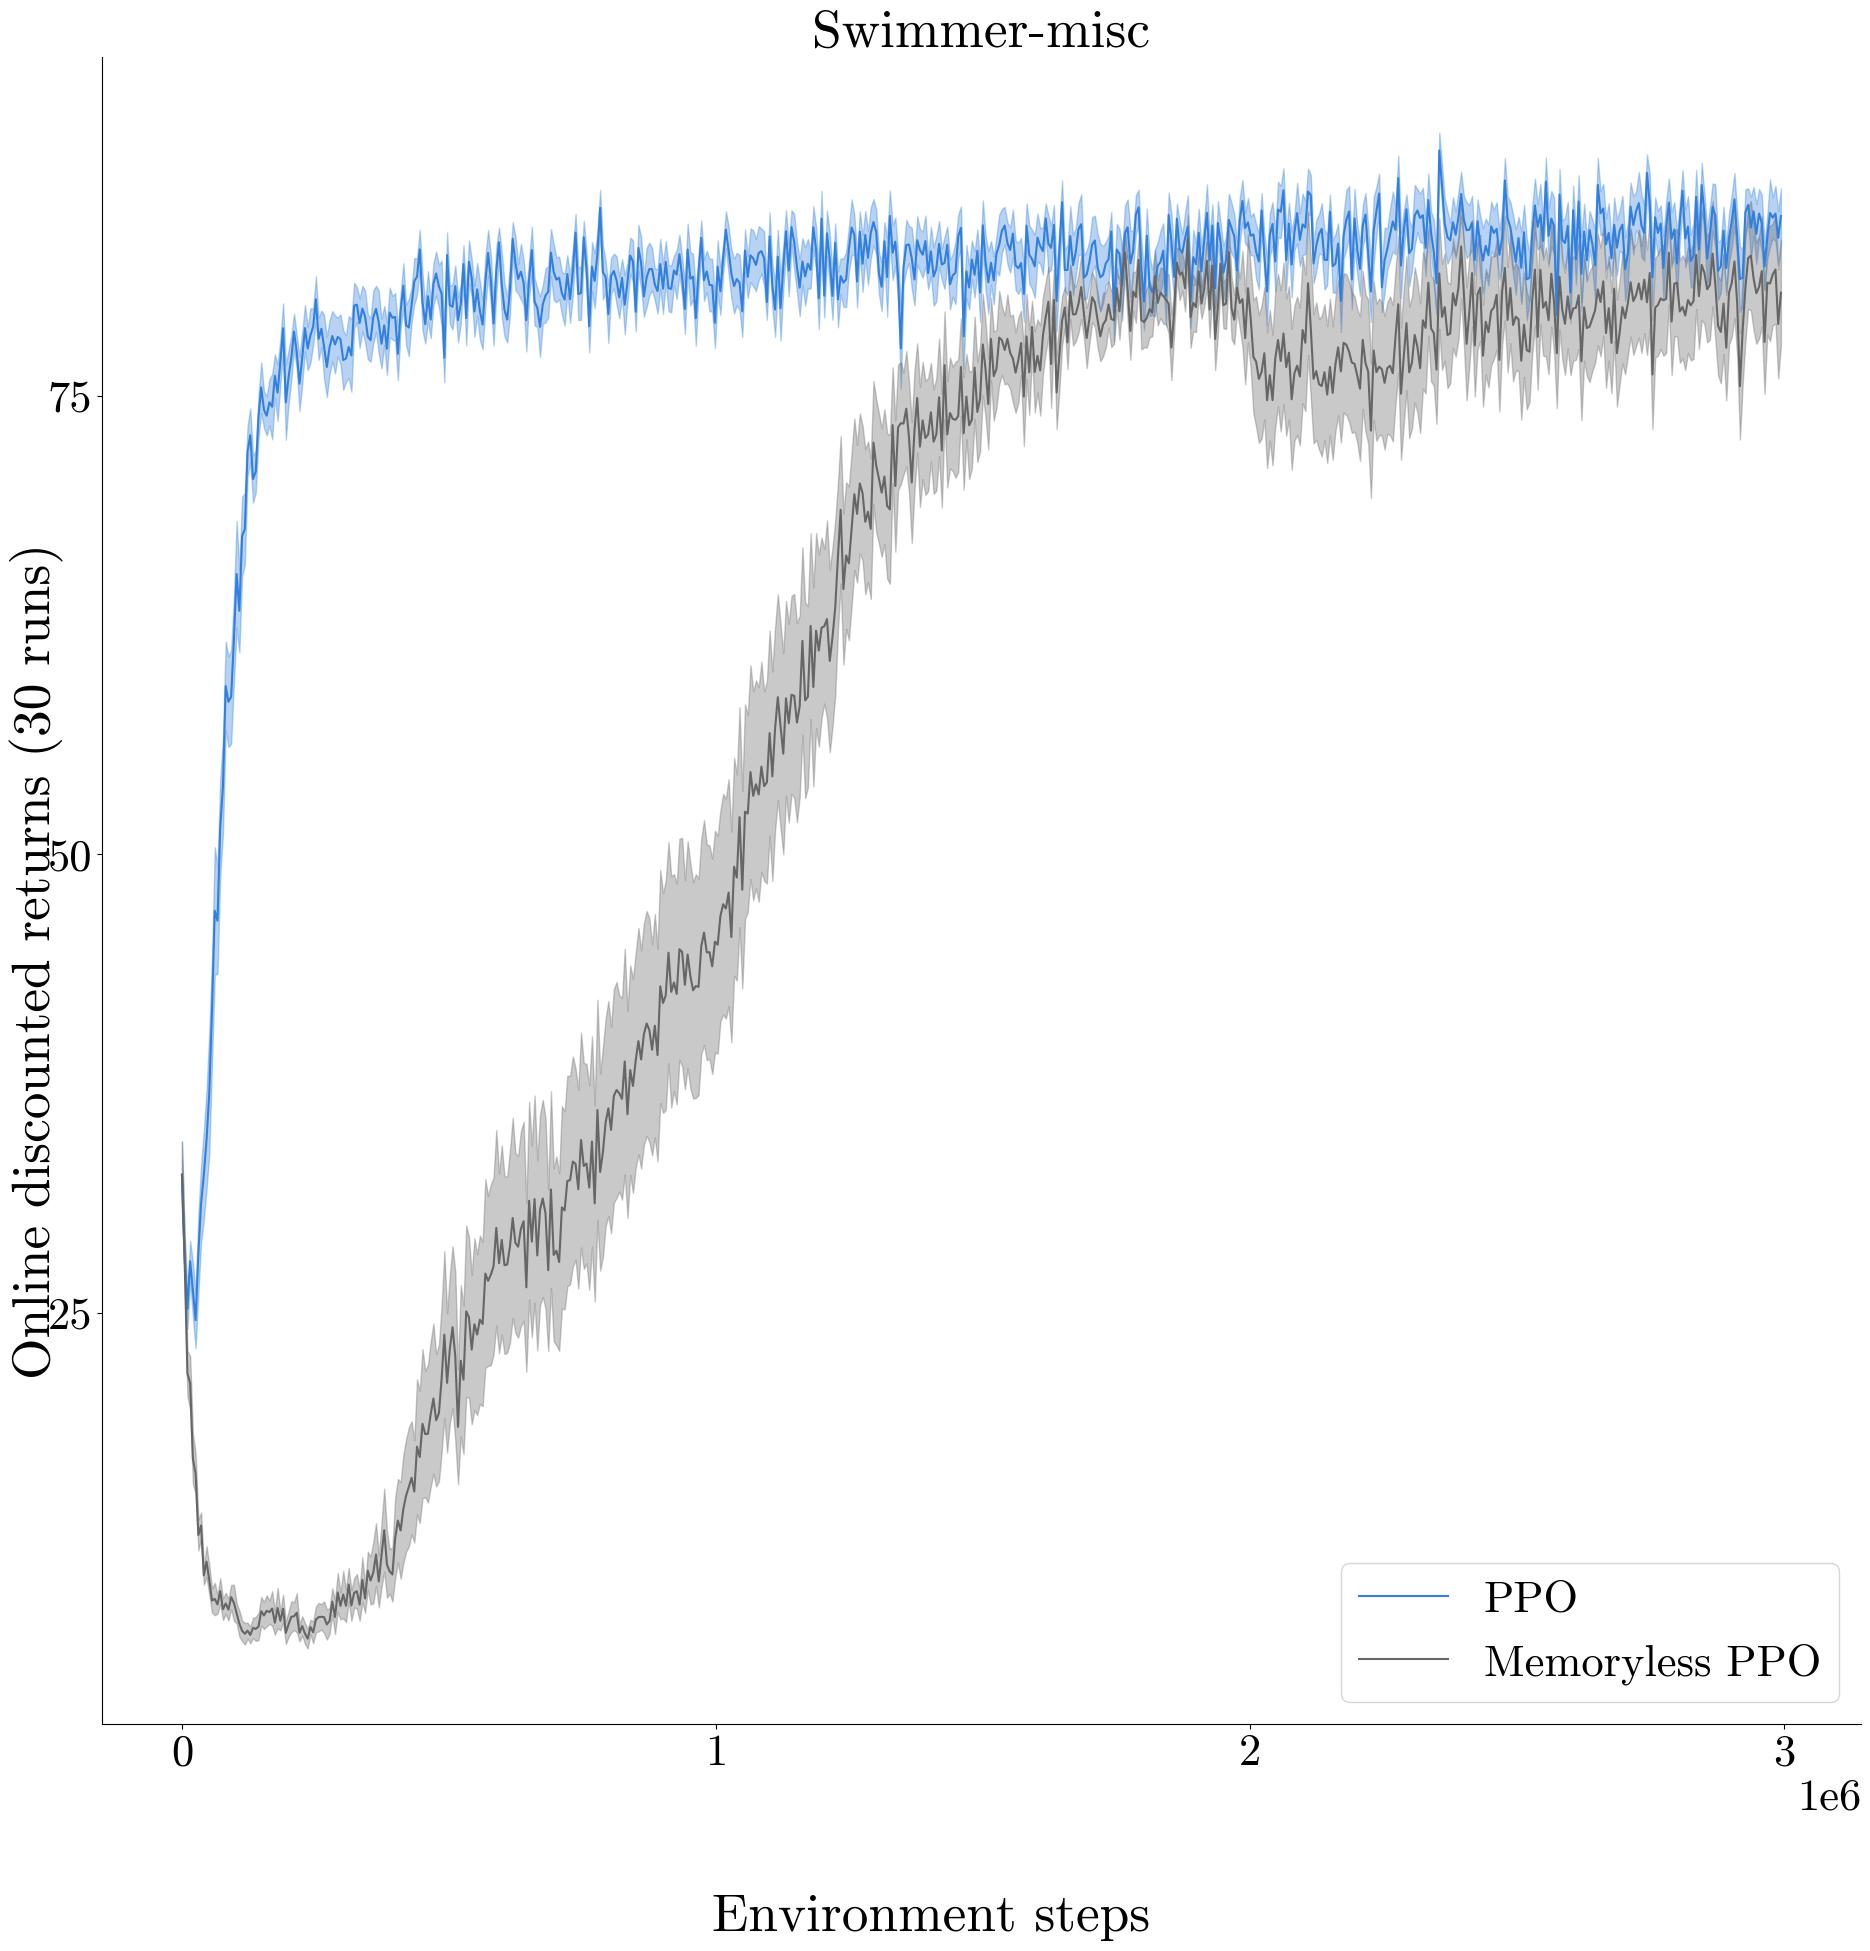 Swimmer-misc
Online discounted returns (30 runs)
75
50
25
PPO
Memoryless PPO
0 1 2 3
1e6
Environment steps